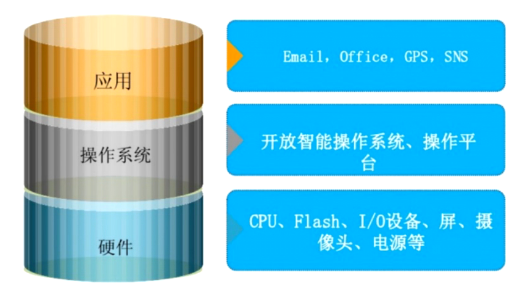 应用
Email，Office，GPS，SNS
操作系统
开放智能操作系统、操作平
台
硬件
CPU、Flash、I/O设备、屏、摄
像头、电源等